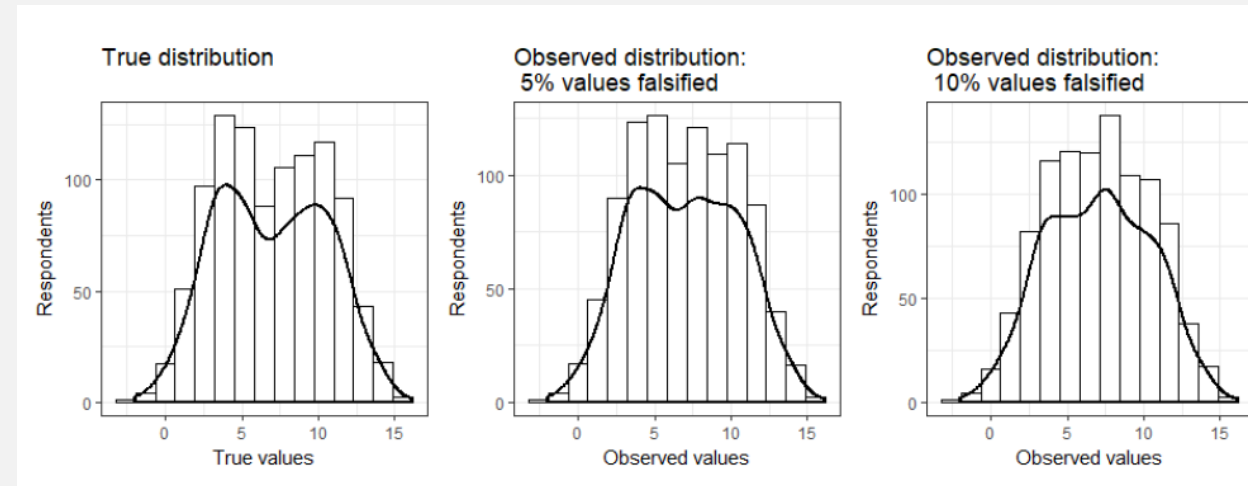 True distribution
Observed distribution:
5% values falsified
Observed distribution:
10% values falsified
Respondents
100
50
0
0 5 10 15
True values
Respondents
100
50
0
0 5 10 15
Observed values
Respondents
100
50
0
0 5 10 15
Observed values